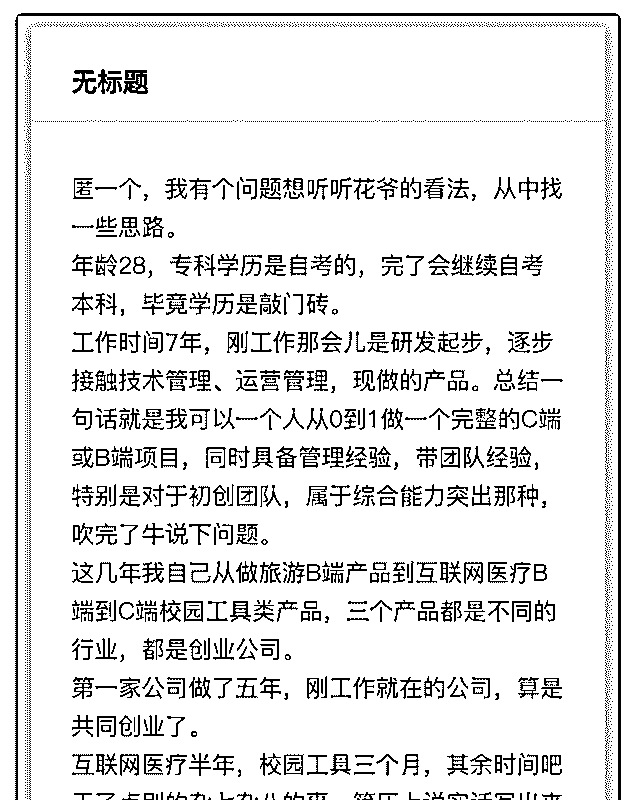 无标题
匿一个，我有个问题想听听花爷的看法，从中找
一些思路。
年龄28，专科学历是自考的，完了会继续自考
本科，毕竟学历是敲门砖。
工作时间7年，刚工作那会儿是研发起步，逐步
接触技术管理、运营管理，现做的产品。总结一
句话就是我可以一个人从0到1做一个完整的C端
或B端项目，同时具备管理经验，带团队经验，
特别是对于初创团队，属于综合能力突出那种，
吹完了牛说下问题。
这几年我自己从做旅游B端产品到互联网医疗B
端到C端校园工具类产品，三个产品都是不同的
行业，都是创业公司。
第一家公司做了五年，刚工作就在的公司，算是
共同创业了。
互联网医疗半年，校园工具三个月，其余时间吧